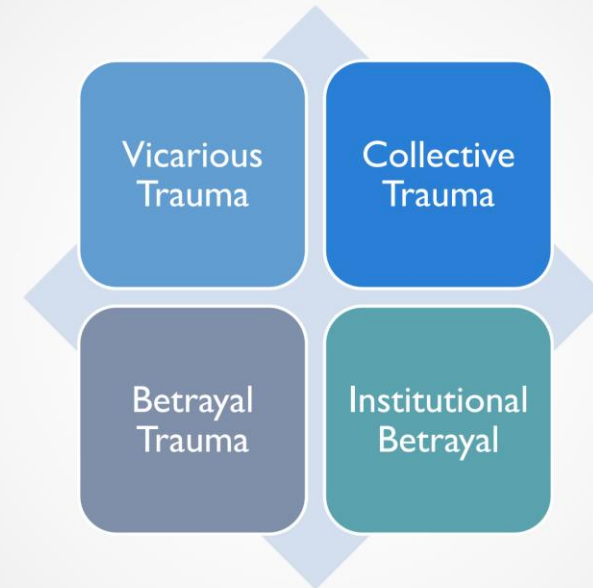 Vicarious
Trauma
Collective
Trauma
Betrayal
Trauma
Institutional
Betrayal